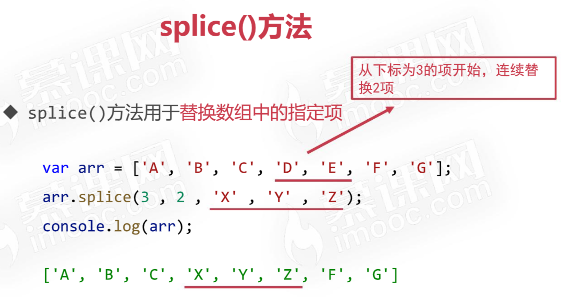 splice()方法
从下标为3的项开始，连续替
换2项
◆ splice()方法用于替换数组中的指定项
var arr = ['A', 'B', 'C', 'D', 'E', 'F', 'G'];
arr.splice(3 , 2 , 'X' , 'Y' , 'Z');
console.log(arr);
['A', 'B', 'C', 'X', 'Y', 'Z', 'F', 'G']
慕课网
imooc.com